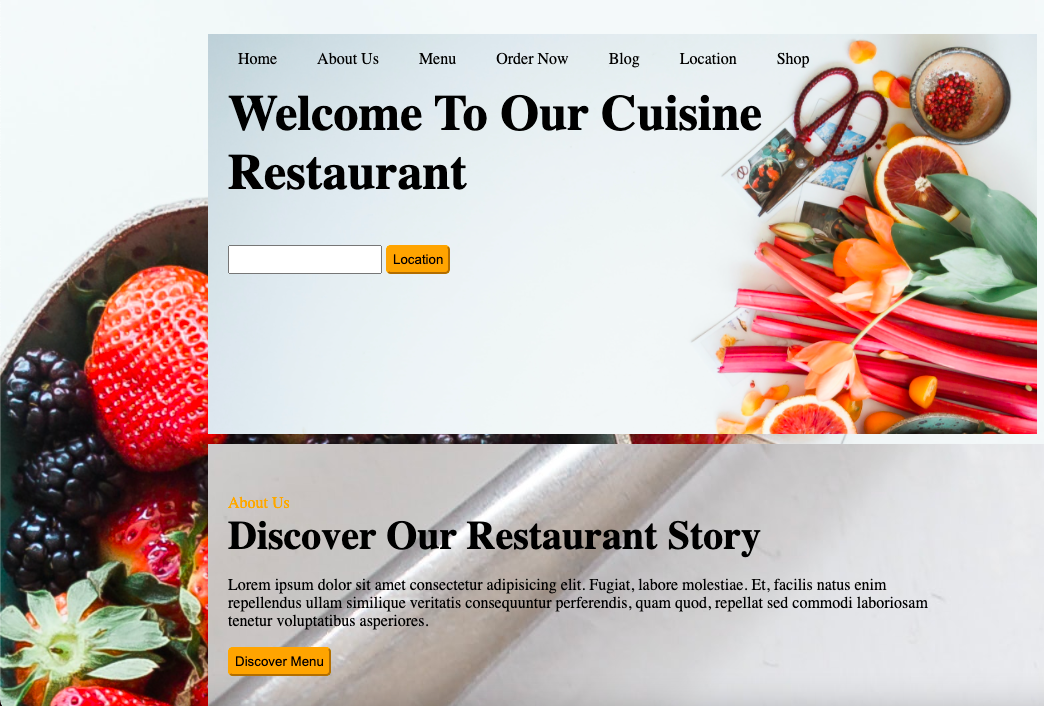 Home About Us Menu Order Now Blog Location Shop
Welcome To Our Cuisine
Restaurant
Location
About Us
Discover Our Restaurant Story
Lorem ipsum dolor sit amet consectetur adipisicing elit. Fugiat, labore molestiae. Et, facilis natus enim
repellendus ullam similique veritatis consequuntur perferendis, quam quod, repellat sed commodi laboriosam
tenetur voluptatibus asperiores.
Discover Menu